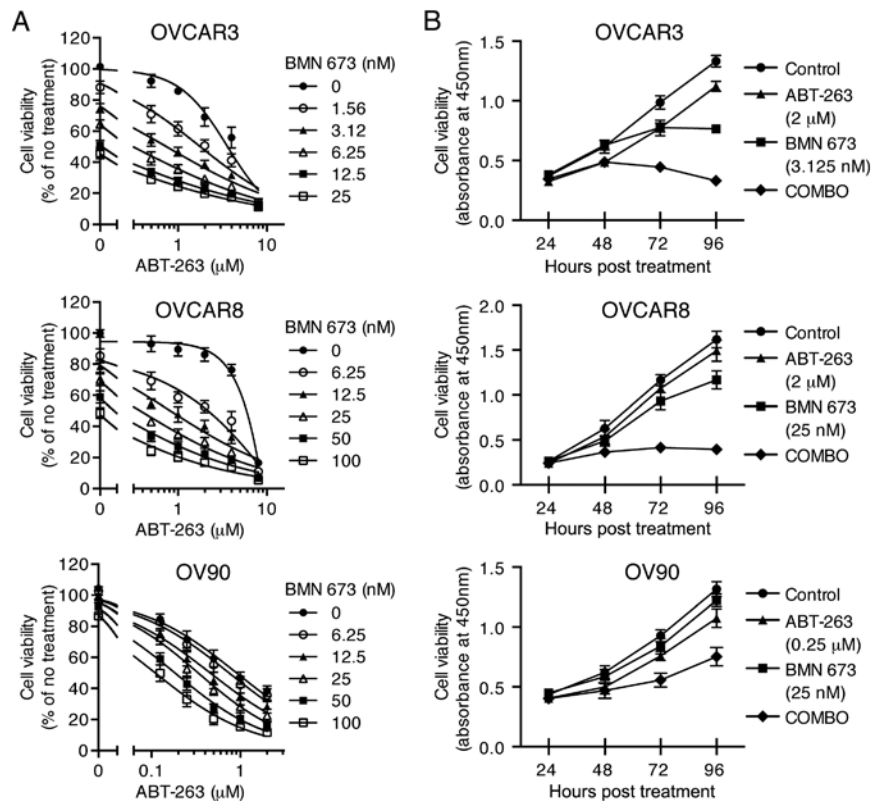 A
OVCAR3
Cell viability
(% of no treatment)
120
100
80
60
40
20
0
0
1
10
ABT-263 (µM)
BMN 673 (nM)
0
1.56
3.12
6.25
12.5
25
OVCAR8
Cell viability
(% of no treatment)
120
100
80
60
40
20
0
0
1
10
ABT-263 (µM)
BMN 673 (nM)
0
6.25
12.5
25
50
100
OV90
Cell viability
(% of no treatment)
120
100
80
60
40
20
0
0
0.1
1
ABT-263 (µM)
BMN 673 (nM)
0
6.25
12.5
25
50
100
B
OVCAR3
Cell viability
(absorbance at 450nm)
1.5
1.0
0.5
0.0
24 48 72 96
Hours post treatment
Control
ABT-263
(2 µM)
BMN 673
(3.125 nM)
COMBO
OVCAR8
Cell viability
(absorbance at 450nm)
2.0
1.5
1.0
0.5
0.0
24 48 72 96
Hours post treatment
Control
ABT-263
(2 µM)
BMN 673
(25 nM)
COMBO
OV90
Cell viability
(absorbance at 450nm)
1.5
1.0
0.5
0.0
24 48 72 96
Hours post treatment
Control
ABT-263
(0.25 µM)
BMN 673
(25 nM)
COMBO